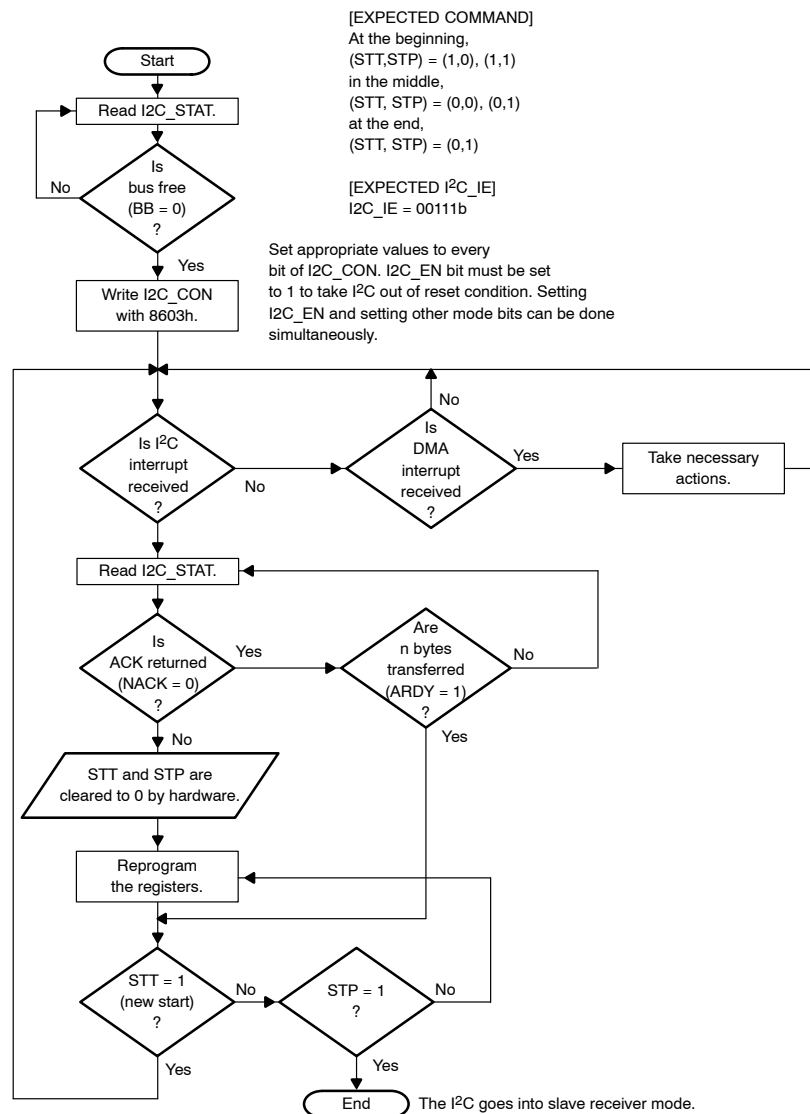 [EXPECTED COMMAND]
At the beginning,
(STT,STP) = (1,0), (1,1)
in the middle,
(STT, STP) = (0,0), (0,1)
at the end,
(STT, STP) = (0,1)
[EXPECTED I²C_IE]
I2C_IE = 00111b
Start
Read I2C_STAT.
Is
bus free
(BB = 0)
?
No
Yes
Write I2C_CON
with 8603h.
Set appropriate values to every
bit of I2C_CON. I2C_EN bit must be set
to 1 to take I²C out of reset condition. Setting
I2C_EN and setting other mode bits can be done
simultaneously.
Is I²C
interrupt
received
?
No
Is
DMA
interrupt
received
?
No
Yes
Take necessary
actions.
Read I2C_STAT.
Is
ACK returned
(NACK = 0)
?
Yes
No
Are
n bytes
transferred
(ARDY = 1)
?
No
Yes
STT and STP are
cleared to 0 by hardware.
Reprogram
the registers.
STT = 1
(new start)
?
No
Yes
STP = 1
?
No
Yes
End
The I²C goes into slave receiver mode.